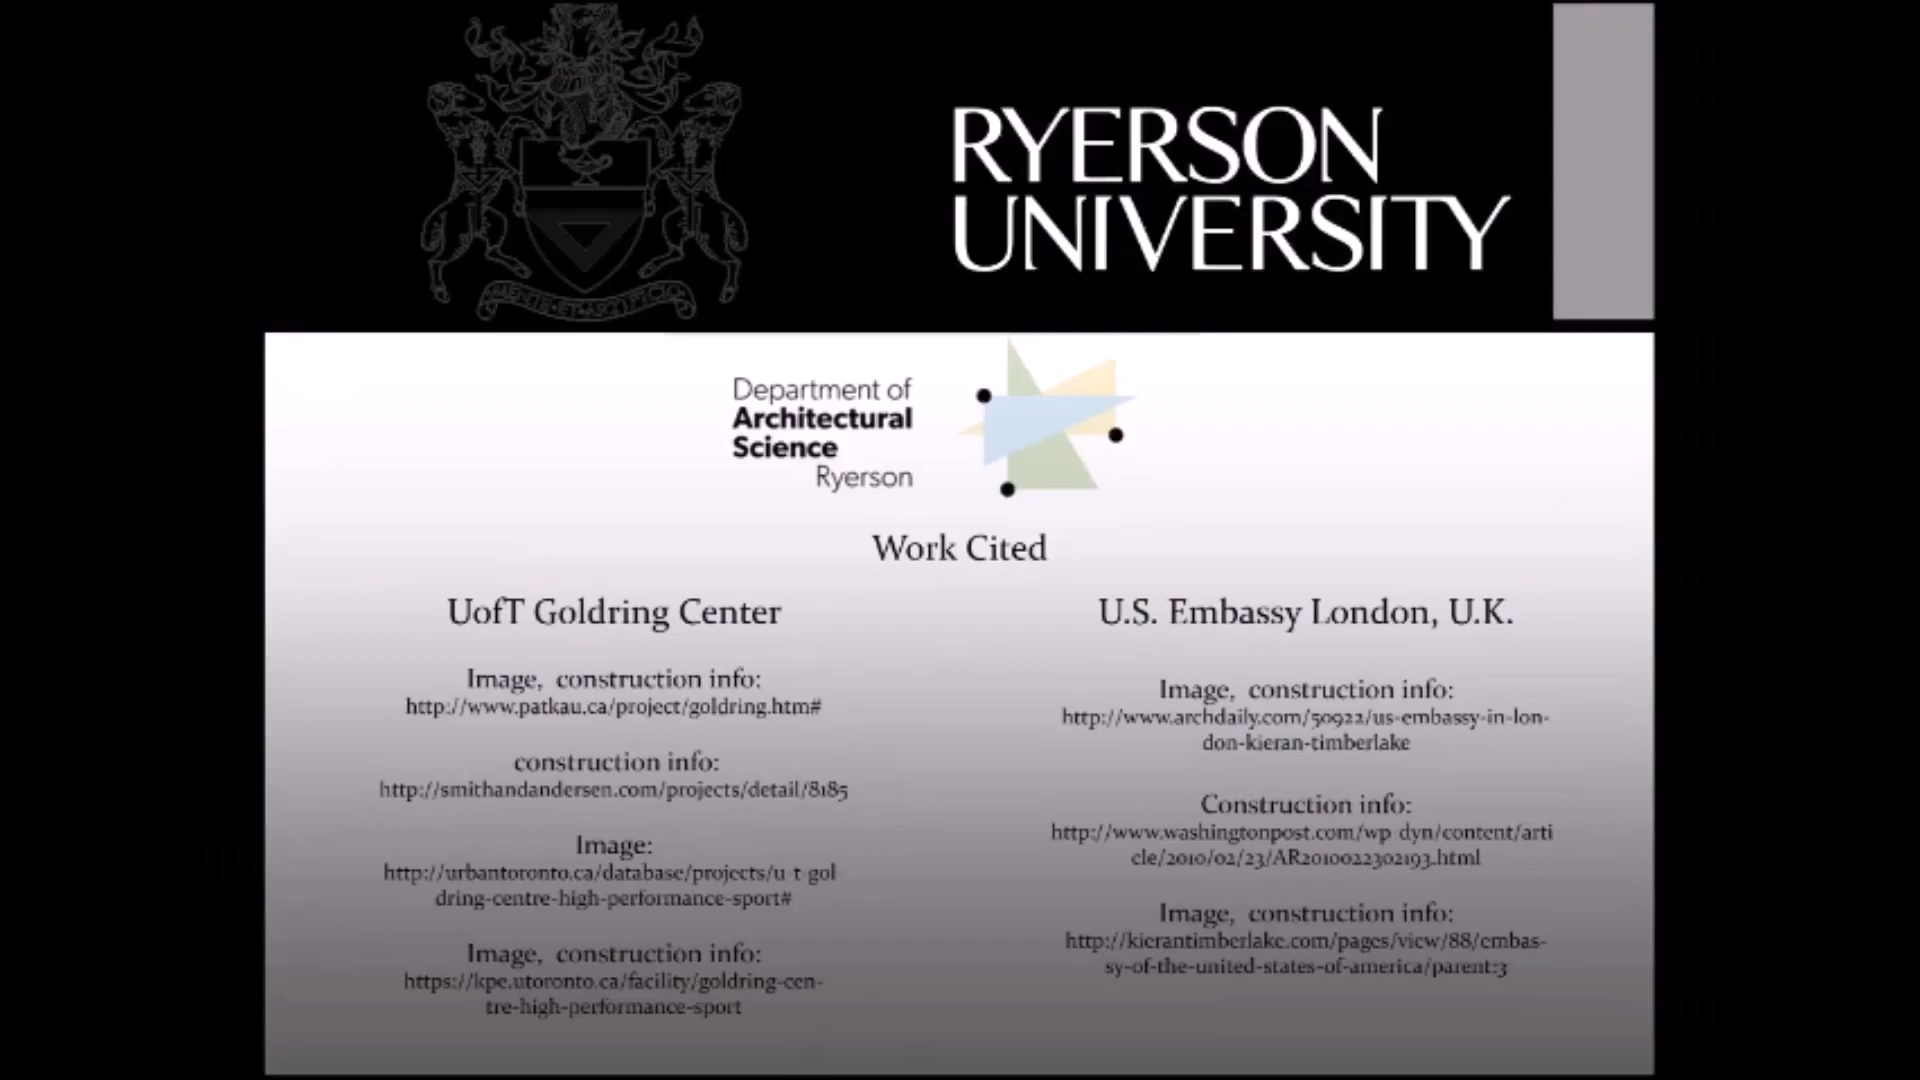 MENTE·ET·ARTIFICIO
RYERSON
UNIVERSITY
Department of
Architectural
Science
Ryerson
Work Cited
UofT Goldring Center
Image, construction info:
http://www.patkau.ca/project/goldring.htm#
construction info:
http://smithandandersen.com/projects/detail/8185
Image:
http://urbantoronto.ca/database/projects/u-t-gol
dring-centre-high-performance-sport#
Image, construction info:
https://kpe.utoronto.ca/facility/goldring-cen-
tre-high-performance-sport
U.S. Embassy London, U.K.
Image, construction info:
http://www.archdaily.com/50922/us-embassy-in-lon-
don-kieran-timberlake
Construction info:
http://www.washingtonpost.com/wp-dyn/content/arti
cle/2010/02/23/AR2010022302193.html
Image, construction info:
http://kierantimberlake.com/pages/view/88/embas-
sy-of-the-united-states-of-america/parent:3